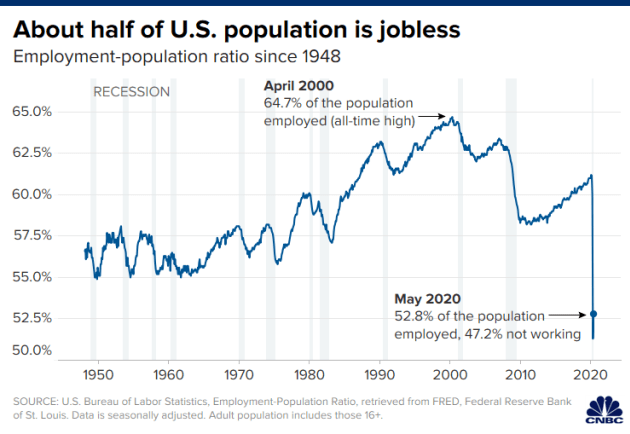 About half of U.S. population is jobless
Employment-population ratio since 1948
RECESSION
April 2000
64.7% of the population
employed (all-time high)
65.0%
62.5%
60.0%
57.5%
55.0%
52.5%
50.0%
May 2020
52.8% of the population
employed, 47.2% not working
1950 1960 1970 1980 1990 2000 2010 2020
SOURCE: U.S. Bureau of Labor Statistics, Employment-Population Ratio, retrieved from FRED, Federal Reserve Bank
of St. Louis. Data is seasonally adjusted. Adult population includes those 16+.
CNBC